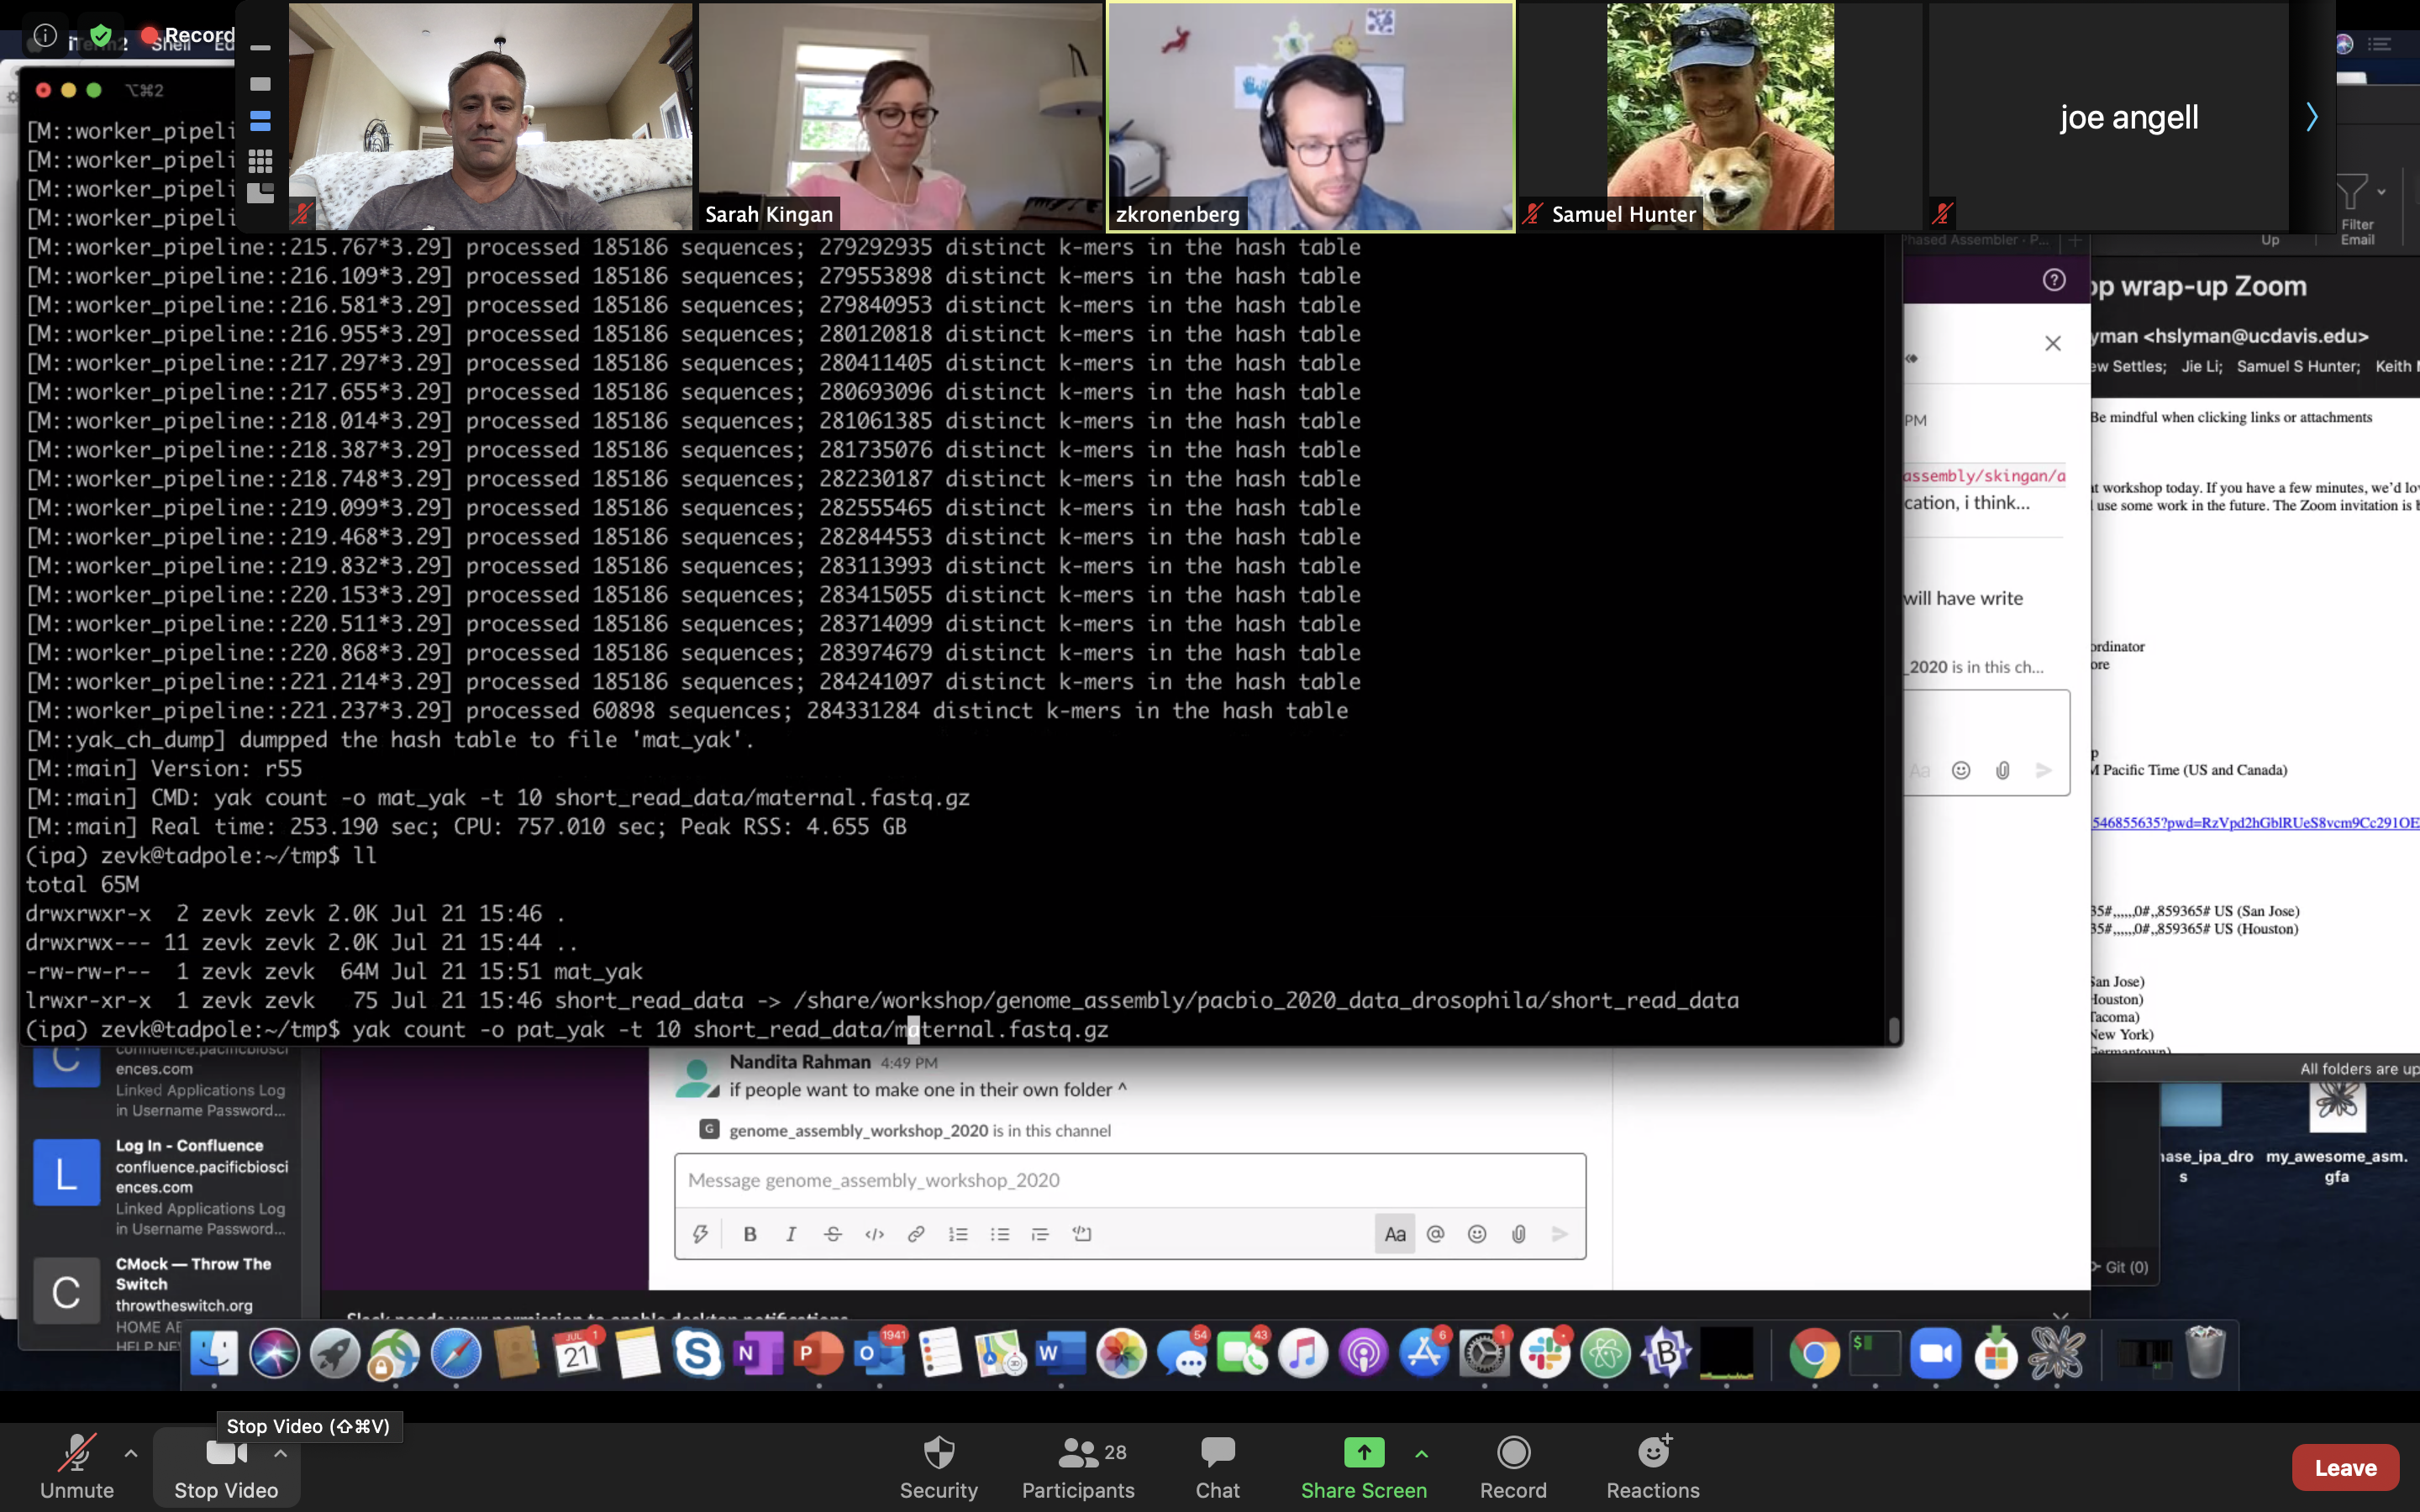 Record
iTerm2 Shell Ed
⌥⌘2
Sarah Kingan
zkronenberg
Samuel Hunter
joe angell
[M::worker_pipeli
[M::worker_pipeli
[M::worker_pipeli
[M::worker_pipeli
[M::worker_pipeline::215.767*3.29] processed 185186 sequences; 279292935 distinct k-mers in the hash table
[M::worker_pipeline::216.109*3.29] processed 185186 sequences; 279553898 distinct k-mers in the hash table
[M::worker_pipeline::216.581*3.29] processed 185186 sequences; 279840953 distinct k-mers in the hash table
[M::worker_pipeline::216.955*3.29] processed 185186 sequences; 280120818 distinct k-mers in the hash table
[M::worker_pipeline::217.297*3.29] processed 185186 sequences; 280411405 distinct k-mers in the hash table
[M::worker_pipeline::217.655*3.29] processed 185186 sequences; 280693096 distinct k-mers in the hash table
[M::worker_pipeline::218.014*3.29] processed 185186 sequences; 281061385 distinct k-mers in the hash table
[M::worker_pipeline::218.387*3.29] processed 185186 sequences; 281735076 distinct k-mers in the hash table
[M::worker_pipeline::218.748*3.29] processed 185186 sequences; 282230187 distinct k-mers in the hash table
[M::worker_pipeline::219.099*3.29] processed 185186 sequences; 282555465 distinct k-mers in the hash table
[M::worker_pipeline::219.468*3.29] processed 185186 sequences; 282844553 distinct k-mers in the hash table
[M::worker_pipeline::219.832*3.29] processed 185186 sequences; 283113993 distinct k-mers in the hash table
[M::worker_pipeline::220.153*3.29] processed 185186 sequences; 283415055 distinct k-mers in the hash table
[M::worker_pipeline::220.511*3.29] processed 185186 sequences; 283714099 distinct k-mers in the hash table
[M::worker_pipeline::220.868*3.29] processed 185186 sequences; 283974679 distinct k-mers in the hash table
[M::worker_pipeline::221.214*3.29] processed 185186 sequences; 284241097 distinct k-mers in the hash table
[M::worker_pipeline::221.237*3.29] processed 60898 sequences; 284331284 distinct k-mers in the hash table
[M::yak_ch_dump] dumpped the hash table to file 'mat_yak'.
[M::main] Version: r55
[M::main] CMD: yak count -o mat_yak -t 10 short_read_data/maternal.fastq.gz
[M::main] Real time: 253.190 sec; CPU: 757.010 sec; Peak RSS: 4.655 GB
(ipa) zevk@tadpole:~/tmp$ ll
total 65M
drwxrwxr-x 2 zevk zevk 2.0K Jul 21 15:46 .
drwxrwx--- 11 zevk zevk 2.0K Jul 21 15:44 ..
-rw-rw-r-- 1 zevk zevk 64M Jul 21 15:51 mat_yak
lrwxr-xr-x 1 zevk zevk 75 Jul 21 15:46 short_read_data -> /share/workshop/genome_assembly/pacbio_2020_data_drosophila/short_read_data
(ipa) zevk@tadpole:~/tmp$ yak count -o pat_yak -t 10 short_read_data/maternal.fastq.gz
Phased Assembler · P...
PM
assembly/skingan/a
cation, i think...
will have write
_2020 is in this ch...
Aa
Up
Filter
Email
op wrap-up Zoom
yman <hslyman@ucdavis.edu>
ew Settles; Jie Li; Samuel S Hunter; Keith M
Be mindful when clicking links or attachments
at workshop today. If you have a few minutes, we'd lov
l use some work in the future. The Zoom invitation is b
ordinator
ore
p
M Pacific Time (US and Canada)
546855635?pwd=RzVpd2hGblRUeS8vcm9Cc291OE
35#,,,,,,0#,,859365# US (San Jose)
35#,,,,,,0#,,859365# US (Houston)
San Jose)
Houston)
Tacoma)
New York)
Germantown)
All folders are up
hase_ipa_dro
s
my_awesome_asm.
gfa
Git (0)
C
confluence.pacificbiosci
ences.com
Linked Applications Log
in Username Password...
L
Log In - Confluence
confluence.pacificbiosci
ences.com
Linked Applications Log
in Username Password...
C
CMock — Throw The
Switch
throwtheswitch.org
HOME AB
HELP NE
Nandita Rahman 4:49 PM
if people want to make one in their own folder ^
G genome_assembly_workshop_2020 is in this channel
Message genome_assembly_workshop_2020
B I S Aa @
Slack needs your permission to enable desktop notifications
JUL 21 1
S N P O 1941 W 54 43 6 1 B $
Stop Video (⇧⌘V)
Unmute
Stop Video
Security
28
Participants
Chat
Share Screen
Record
Reactions
Leave